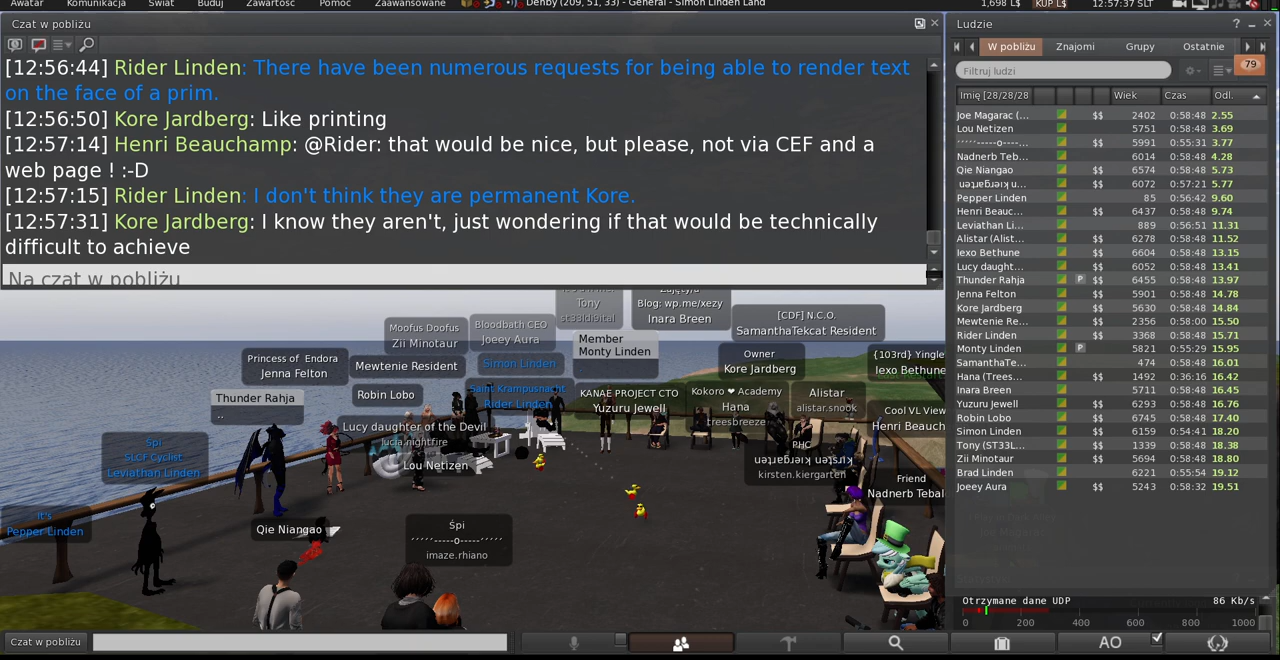 Awatar Komunikacja Świat Buduj Zawartość Pomoc Zaawansowane Denby (209, 51, 33) - General - Simon Linden Land 1,698 L$ KUP L$ 12:57:37 SLT
Czat w pobliżu
[12:56:44] Rider Linden: There have been numerous requests for being able to render text
on the face of a prim.
[12:56:50] Kore Jardberg: Like printing
[12:57:14] Henri Beauchamp: @Rider: that would be nice, but please, not via CEF and a
web page ! :-D
[12:57:15] Rider Linden: I don't think they are permanent Kore.
[12:57:31] Kore Jardberg: I know they aren't, just wondering if that would be technically
difficult to achieve
Na czat w pobliżu
Tony
st33ldi9ital
Blog: wp.me/xezy
Inara Breen
[CDF] N.C.O.
SamanthaTekcat Resident
Moofus Doofus
Zii Minotaur
Bloodbath CEO
Joeey Aura
Member
Monty Linden
Princess of Endora
Jenna Felton
Mewtenie Resident
Simon Linden
Owner
Kore Jardberg
{103rd} Yingle
Iexo Bethune
Thunder Rahja
..
Robin Lobo
Saint Krampusnacht
Rider Linden
KANAE PROJECT CTO
Yuzuru Jewell
Kokoro ❤ Academy
Hana
treesbreeze
Alistar
alistar.snook
Cool VL View
Henri Beauch
Lucy daughter of the Devil
lucia.nightfire
Lou Netizen
Spi
SLCF Cyclist
Leviathan Linden
PHC
kirsten.kiergarten
Friend
Nadnerb Tebal
It's
Pepper Linden
Qie Niangao
Śpi
´´´´´-----o-----´´´´´
imaze.rhiano
Czat w pobliżu
Ludzie
W pobliżu Znajomi Grupy Ostatnie
Filtruj ludzi
79
Imię [28/28/28 Wiek Czas Odl.
Joe Magarac (... $$ 2402 0:58:48 2.55
Lou Netizen 5751 0:58:48 3.69
´´´´´-----o----... $$ 5991 0:55:31 3.77
Nadnerb Teb... 6014 0:58:48 4.28
Qie Niangao $$ 6574 0:58:48 5.73
$$ 6072 0:57:21 5.77
Pepper Linden 85 0:56:42 9.60
Henri Beauc... $$ 6437 0:58:48 9.74
Leviathan Li... 889 0:56:51 11.31
Alistar (Alist... $$ 6278 0:58:48 11.52
Iexo Bethune $$ 6604 0:58:48 13.15
Lucy daught... $$ 6052 0:58:48 13.41
Thunder Rahja P $$ 6455 0:58:48 13.97
Jenna Felton $$ 5901 0:58:48 14.78
Kore Jardberg $$ 5630 0:58:48 14.84
Mewtenie Re... $$ 2356 0:58:00 15.50
Rider Linden $$ 3368 0:58:48 15.71
Monty Linden P 5821 0:55:29 15.95
SamanthaTe... $$ 474 0:58:48 16.01
Hana (Trees... $$ 1492 0:36:16 16.42
Inara Breen 5711 0:58:48 16.45
Yuzuru Jewell $$ 6293 0:58:48 16.76
Robin Lobo $$ 6745 0:58:48 17.40
Simon Linden $$ 6159 0:54:41 18.20
Tony (ST33L... $$ 1339 0:58:48 18.38
Zii Minotaur $$ 5694 0:58:48 18.80
Brad Linden 6221 0:55:54 19.12
Joeey Aura $$ 5243 0:58:32 19.51
Otrzymane dane UDP 86 Kb/s
0 200 400 600 800 1000
AO